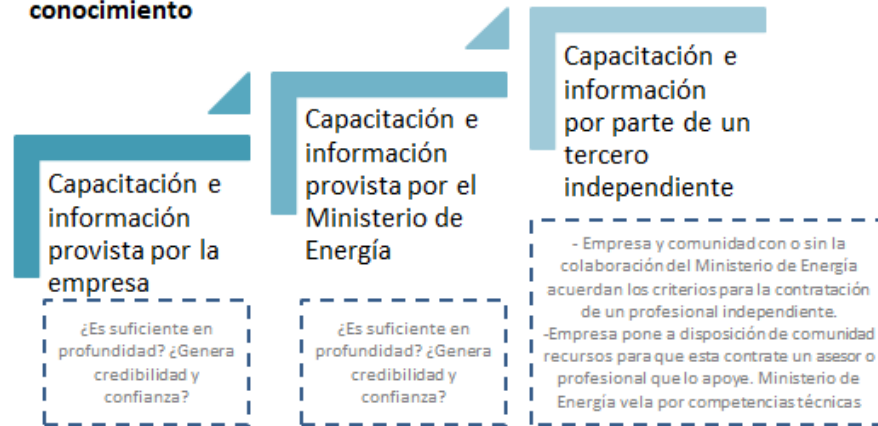 conocimiento
Capacitación e
información
provista por la
empresa
¿Es suficiente en
profundidad? ¿Genera
credibilidad y
confianza?
Capacitación e
información
provista por el
Ministerio de
Energía
¿Es suficiente en
profundidad? ¿Genera
credibilidad y
confianza?
Capacitación e
información
por parte de un
tercero
independiente
- Empresa y comunidad con o sin la
colaboración del Ministerio de Energía
acuerdan los criterios para la contratación
de un profesional independiente.
-Empresa pone a disposición de comunidad
recursos para que esta contrate un asesor o
profesional que lo apoye. Ministerio de
Energía vela por competencias técnicas